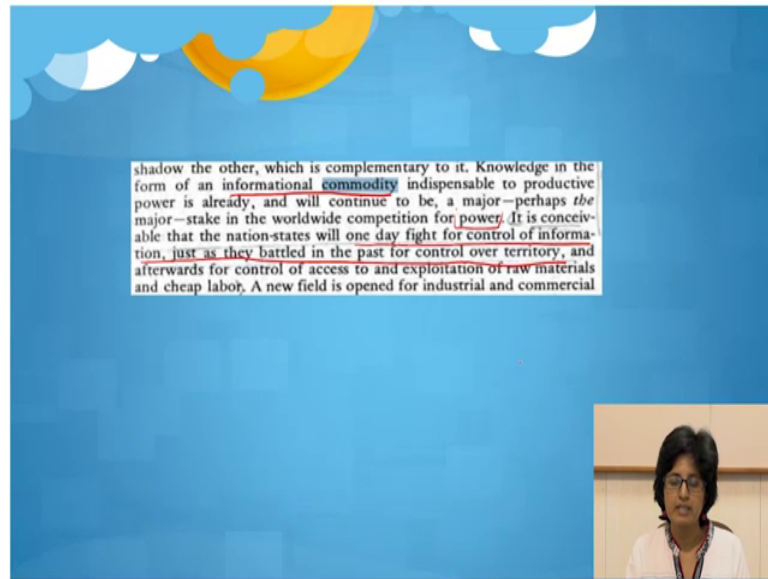 shadow the other, which is complementary to it. Knowledge in the
form of an informational commodity indispensable to productive
power is already, and will continue to be, a major—perhaps the
major—stake in the worldwide competition for power. It is conceiv-
able that the nation-states will one day fight for control of informa-
tion, just as they battled in the past for control over territory, and
afterwards for control of access to and exploitation of raw materials
and cheap labor. A new field is opened for industrial and commercial